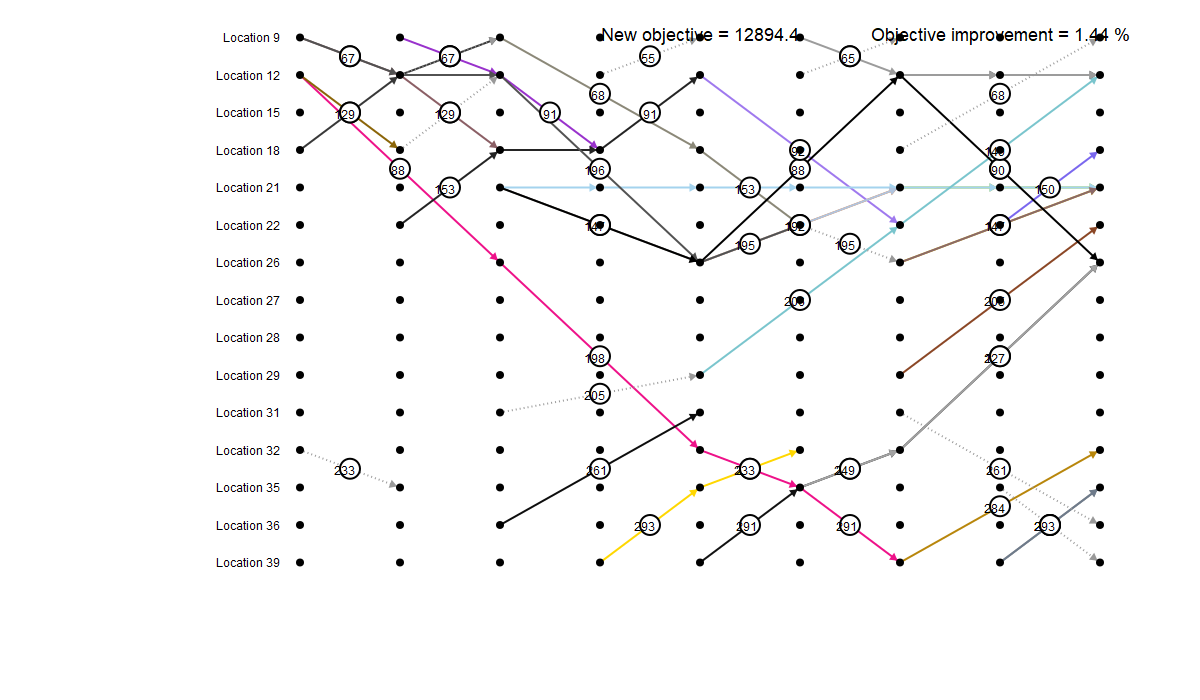 New objective = 12894.4 Objective improvement = 1.44 %
Location 9
67 67 55 65
Location 12
88 68 68
Location 15
129 129 91 91
Location 18
92
88 196 88 90
Location 21
153 153 150
Location 22
147 192 147
195 195
Location 26
Location 27
203
Location 28
198 227
Location 29
205
Location 31
Location 32
233 261 233 249 261
Location 35
284
Location 36
293 291 291 293
Location 39